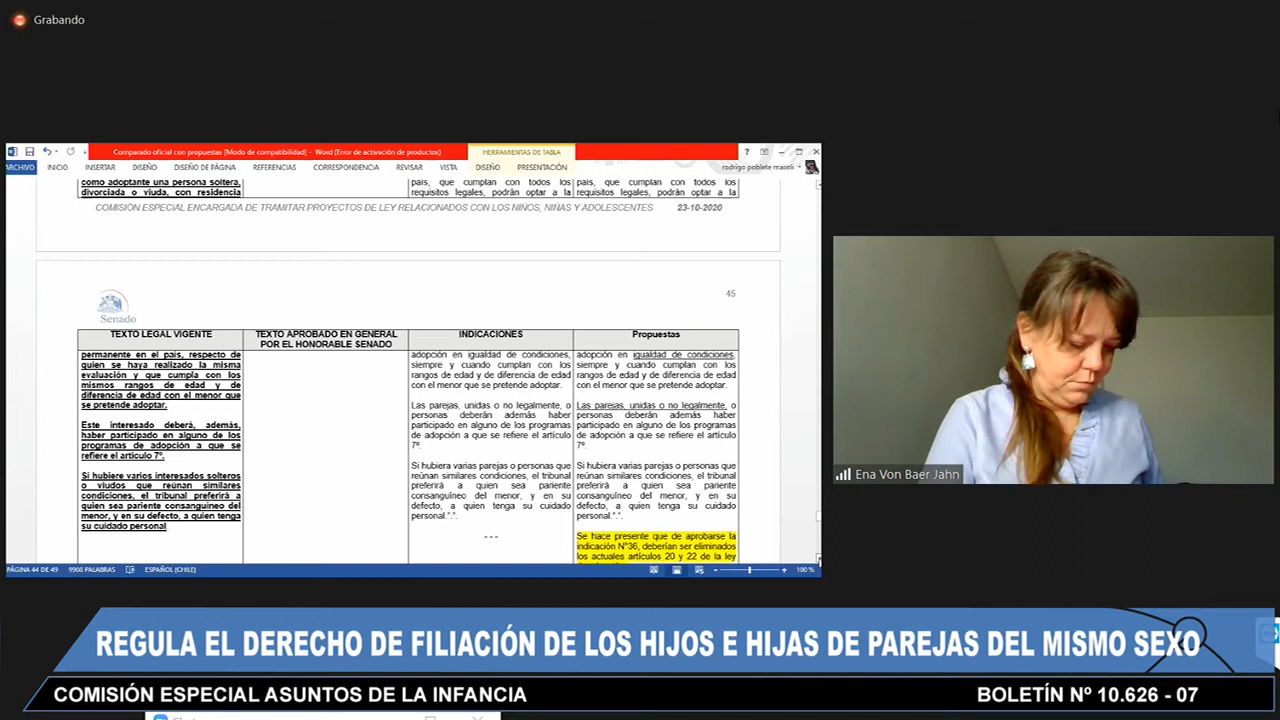 Grabando
Comparado oficial con propuestas [Modo de compatibilidad] - Word (Error de activación de productos)
HERRAMIENTAS DE TABLA
ARCHIVO INICIO INSERTAR DISEÑO DISEÑO DE PÁGINA REFERENCIAS CORRESPONDENCIA REVISAR VISTA DISEÑO PRESENTACIÓN
rodrigo poblete masoli
como adoptante una persona soltera,
divorciada o viuda, con residencia
país, que cumplan con todos los
requisitos legales, podrán optar a la
país, que cumplan con todos los
requisitos legales, podrán optar a la
COMISIÓN ESPECIAL ENCARGADA DE TRAMITAR PROYECTOS DE LEY RELACIONADOS CON LOS NIÑOS, NIÑAS Y ADOLESCENTES 23-10-2020
Senado
45
TEXTO LEGAL VIGENTE
TEXTO APROBADO EN GENERAL
POR EL HONORABLE SENADO
INDICACIONES
Propuestas
permanente en el país, respecto de
quien se haya realizado la misma
evaluación y que cumpla con los
mismos rangos de edad y de
diferencia de edad con el menor que
se pretende adoptar.
Este interesado deberá, además,
haber participado en alguno de los
programas de adopción a que se
refiere el artículo 7º.
Si hubiere varios interesados solteros
o viudos que reúnan similares
condiciones, el tribunal preferirá a
quien sea pariente consanguíneo del
menor, y en su defecto, a quien tenga
su cuidado personal
adopción en igualdad de condiciones,
siempre y cuando cumplan con los
rangos de edad y de diferencia de edad
con el menor que se pretende adoptar.
Las parejas, unidas o no legalmente, o
personas deberán además haber
participado en alguno de los programas
de adopción a que se refiere el artículo
7º.
Si hubiera varias parejas o personas que
reúnan similares condiciones, el tribunal
preferirá a quien sea pariente
consanguíneo del menor, y en su
defecto, a quien tenga su cuidado
personal.".
---
adopción en igualdad de condiciones,
siempre y cuando cumplan con los
rangos de edad y de diferencia de edad
con el menor que se pretende adoptar.
Las parejas, unidas o no legalmente, o
personas deberán además haber
participado en alguno de los programas
de adopción a que se refiere el artículo
7º.
Si hubiera varias parejas o personas que
reúnan similares condiciones, el tribunal
preferirá a quien sea pariente
consanguíneo del menor, y en su
defecto, a quien tenga su cuidado
personal.".
Se hace presente que de aprobarse la
indicación Nº36, deberían ser eliminados
los actuales artículos 20 y 22 de la ley
PÁGINA 44 DE 49 9908 PALABRAS ESPAÑOL (CHILE) 100 %
Ena Von Baer Jahn
REGULA EL DERECHO DE FILIACIÓN DE LOS HIJOS E HIJAS DE PAREJAS DEL MISMO SEXO
COMISIÓN ESPECIAL ASUNTOS DE LA INFANCIA
BOLETÍN Nº 10.626 - 07